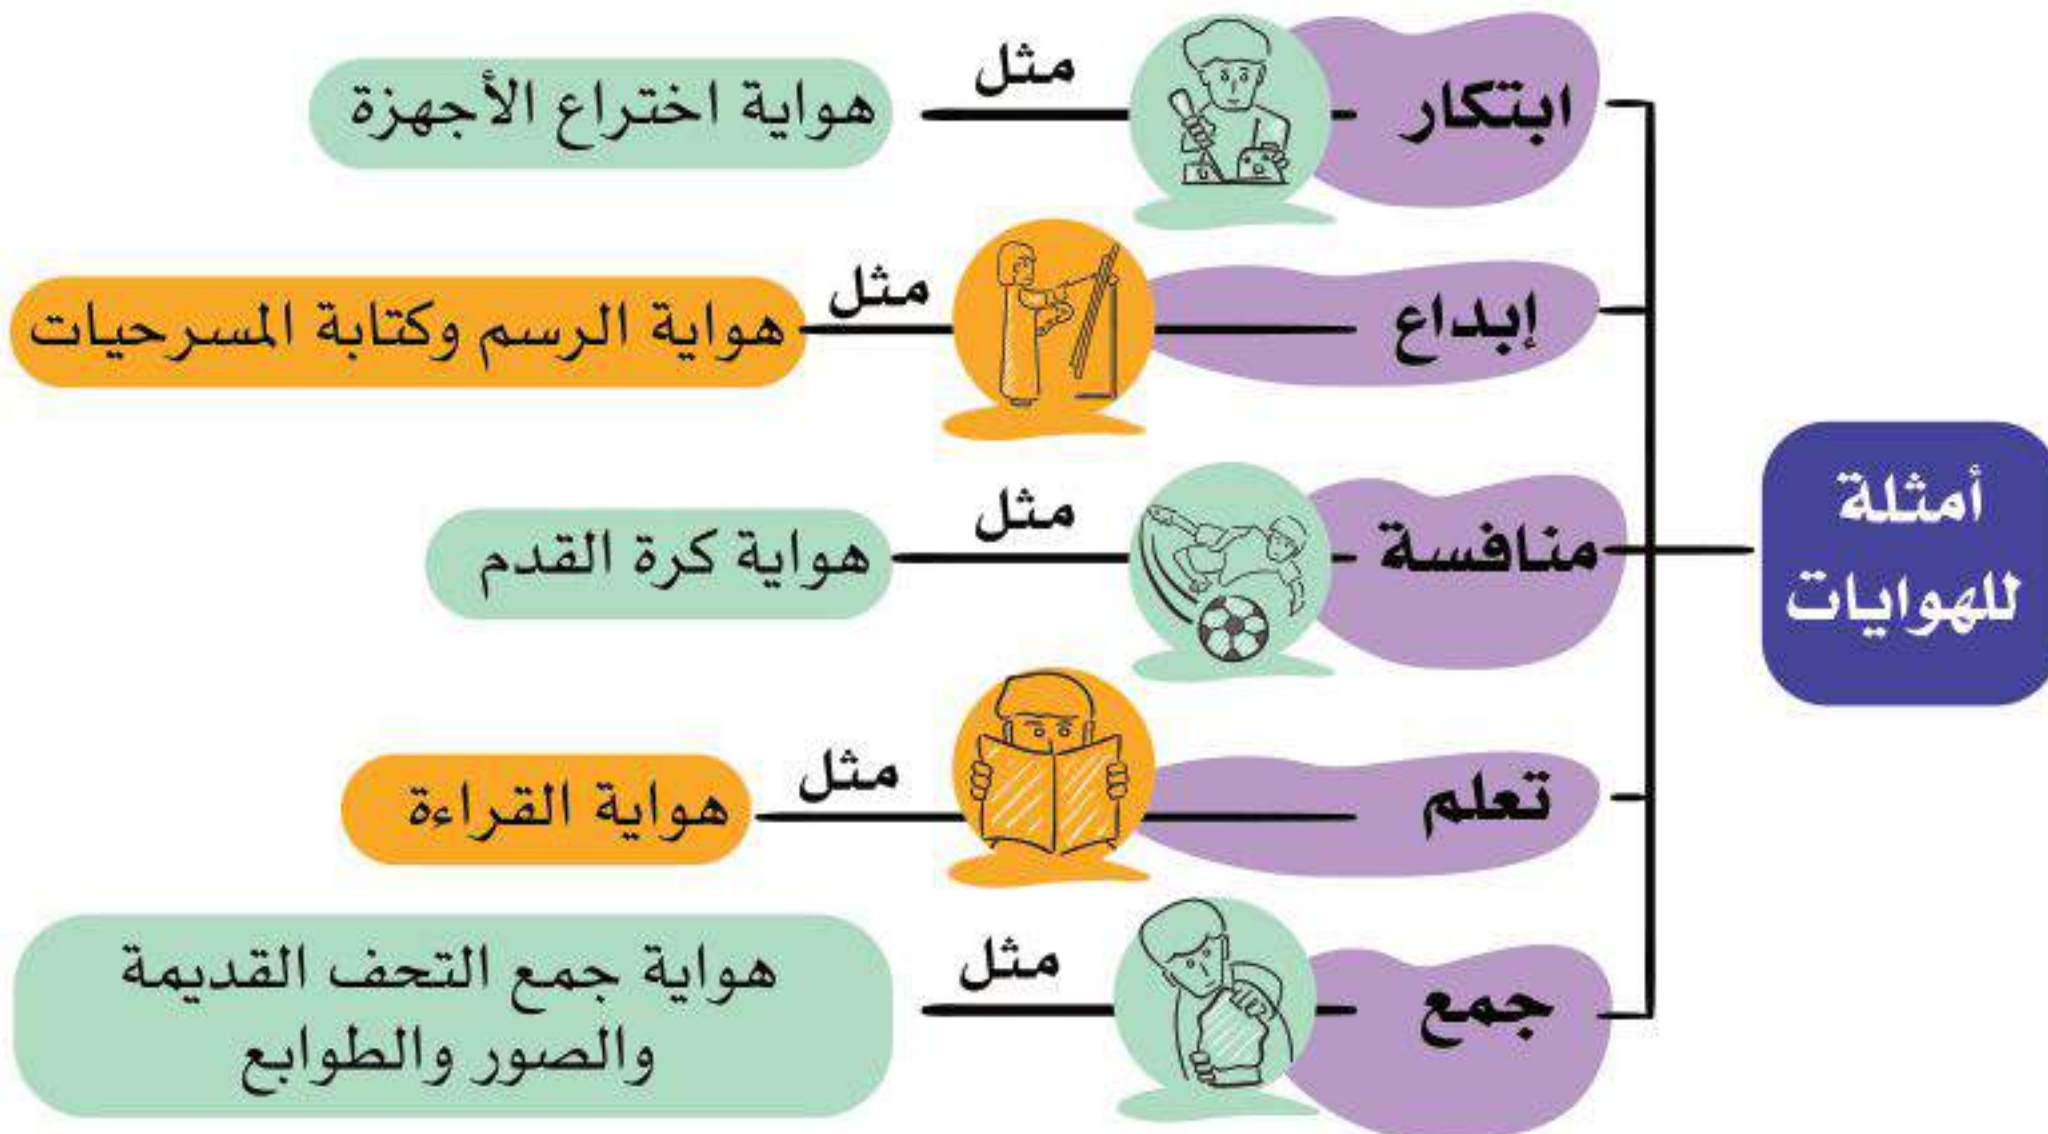 أمثلة
للهوايات
ابتكار
مثل
هواية اختراع الأجهزة
إبداع
مثل
هواية الرسم وكتابة المسرحيات
منافسة
مثل
هواية كرة القدم
تعلم
مثل
هواية القراءة
جمع
مثل
هواية جمع التحف القديمة
والصور والطوابع